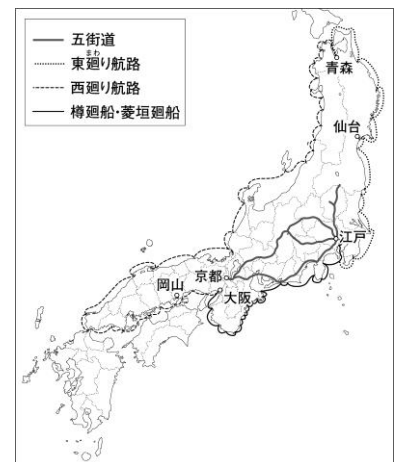 五街道
まわ
東廻り航路
西廻り航路
樽廻船・菱垣廻船
青森
仙台
江戸
京都
岡山
大阪